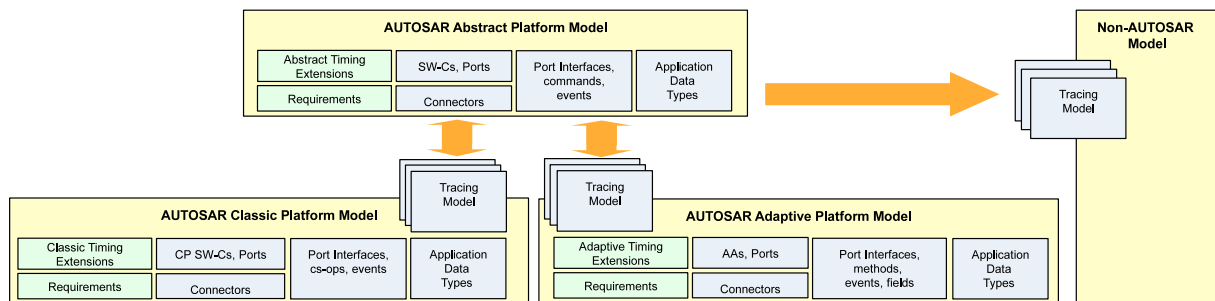 AUTOSAR Abstract Platform Model
Abstract Timing
Extensions
Requirements
SW-Cs, Ports
Connectors
Port Interfaces,
commands,
events
Application
Data
Types
Non-AUTOSAR
Model
Tracing
Model
Tracing
Model
AUTOSAR Classic Platform Model
Classic Timing
Extensions
Requirements
CP SW-Cs, Ports
Connectors
Port Interfaces,
cs-ops, events
Application
Data
Types
Tracing
Model
AUTOSAR Adaptive Platform Model
Adaptive Timing
Extensions
Requirements
AAs, Ports
Connectors
Port Interfaces,
methods,
events, fields
Application
Data
Types